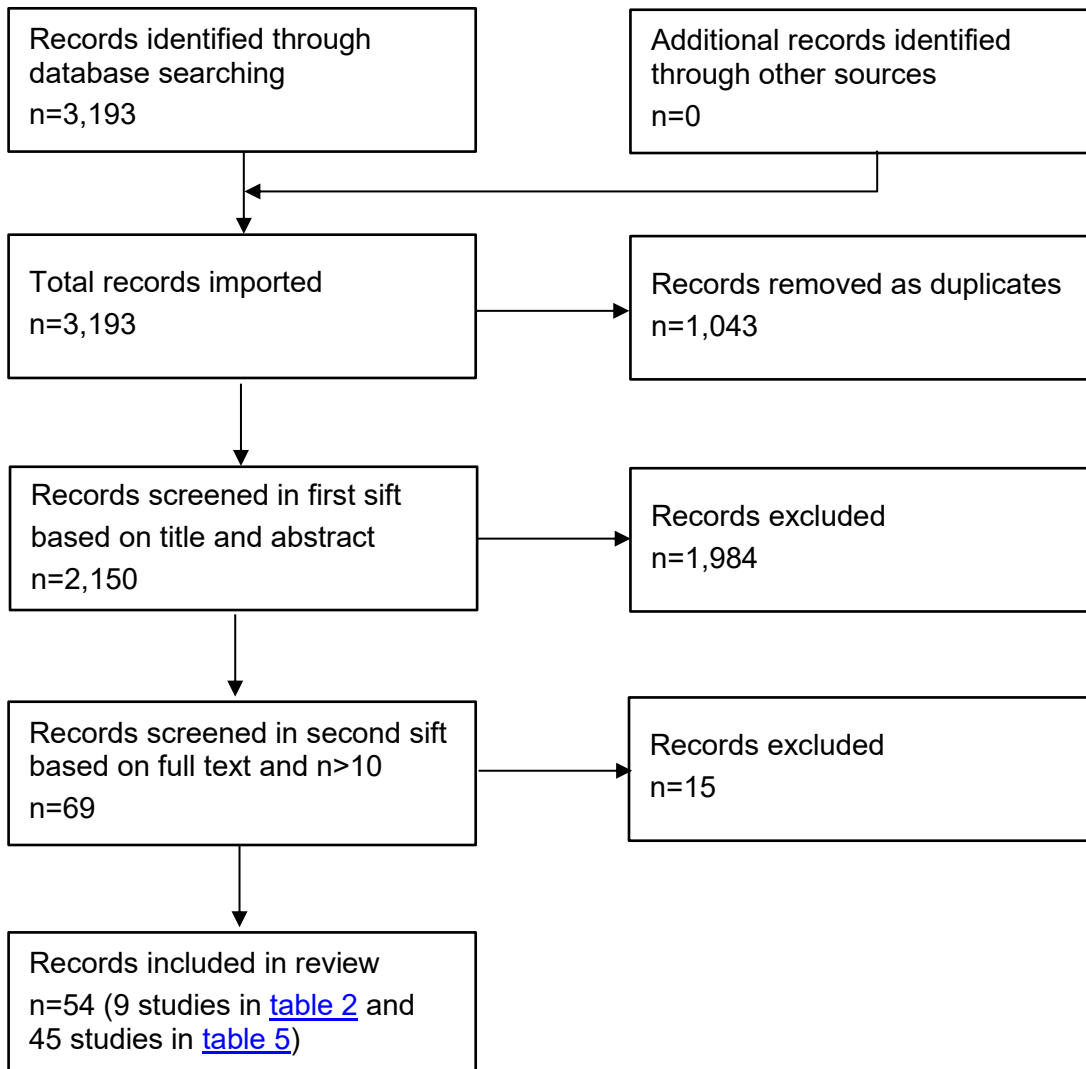 Records identified through
database searching
n=3,193
Additional records identified
through other sources
n=0
Total records imported
n=3,193
Records removed as duplicates
n=1,043
Records screened in first sift
based on title and abstract
n=2,150
Records excluded
n=1,984
Records screened in second sift
based on full text and n>10
n=69
Records excluded
n=15
Records included in review
n=54 (9 studies in table 2 and
45 studies in table 5)